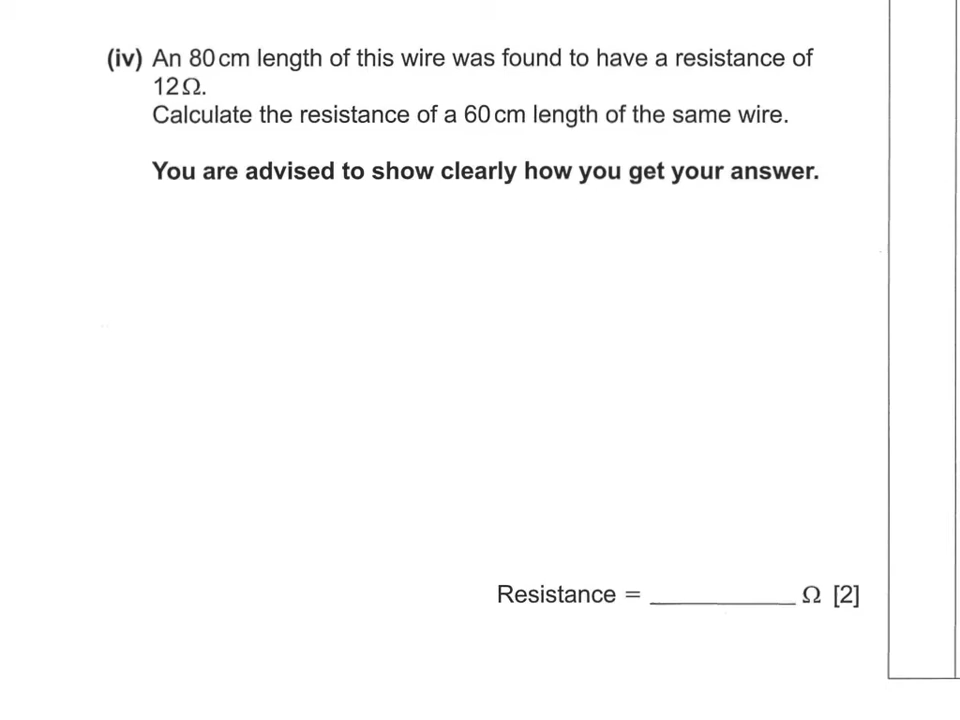 (iv) An 80 cm length of this wire was found to have a resistance of
12 Ω.
Calculate the resistance of a 60 cm length of the same wire.
You are advised to show clearly how you get your answer.
Resistance = __________ Ω [2]